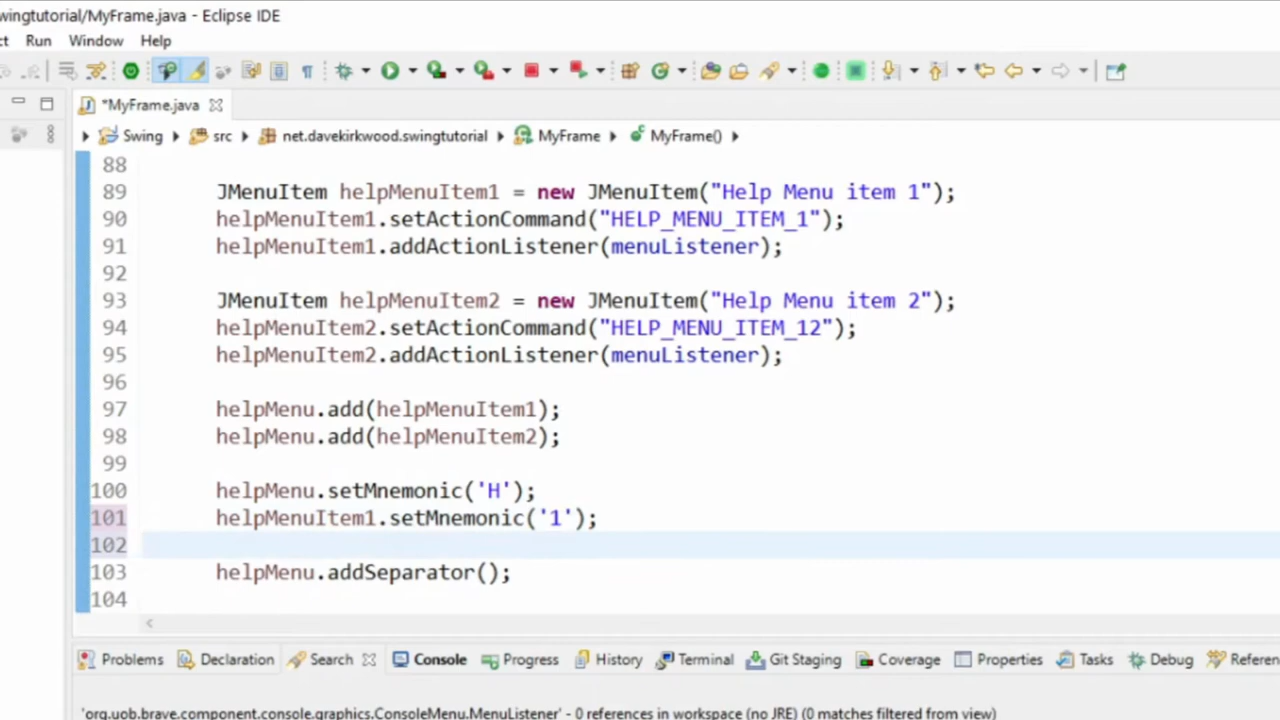 wingtutorial/MyFrame.java - Eclipse IDE
ct Run Window Help
*MyFrame.java
Swing src net.davekirkwood.swingtutorial MyFrame MyFrame()
88
89 JMenuItem helpMenuItem1 = new JMenuItem("Help Menu item 1");
90 helpMenuItem1.setActionCommand("HELP_MENU_ITEM_1");
91 helpMenuItem1.addActionListener(menuListener);
92
93 JMenuItem helpMenuItem2 = new JMenuItem("Help Menu item 2");
94 helpMenuItem2.setActionCommand("HELP_MENU_ITEM_12");
95 helpMenuItem2.addActionListener(menuListener);
96
97 helpMenu.add(helpMenuItem1);
98 helpMenu.add(helpMenuItem2);
99
100 helpMenu.setMnemonic('H');
101 helpMenuItem1.setMnemonic('1');
102
103 helpMenu.addSeparator();
104
Problems Declaration Search Console Progress History Terminal Git Staging Coverage Properties Tasks Debug Referen
'org.uob.brave.component.console.graphics.ConsoleMenu.MenuListener' - 0 references in workspace (no JRE) (0 matches filtered from view)